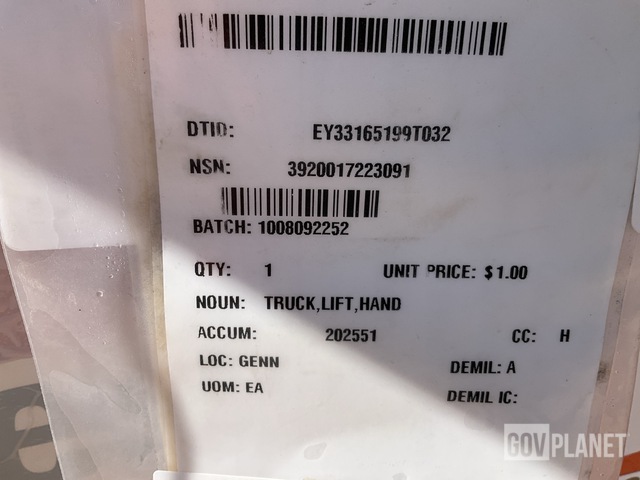 DTID: EY33165199T032
NSN: 3920017223091
BATCH: 1008092252
QTY: 1 UNIT PRICE: $1.00
NOUN: TRUCK,LIFT,HAND
ACCUM: 202551 CC: H
LOC: GENN DEMIL: A
UOM: EA DEMIL IC:
GOVPLANET